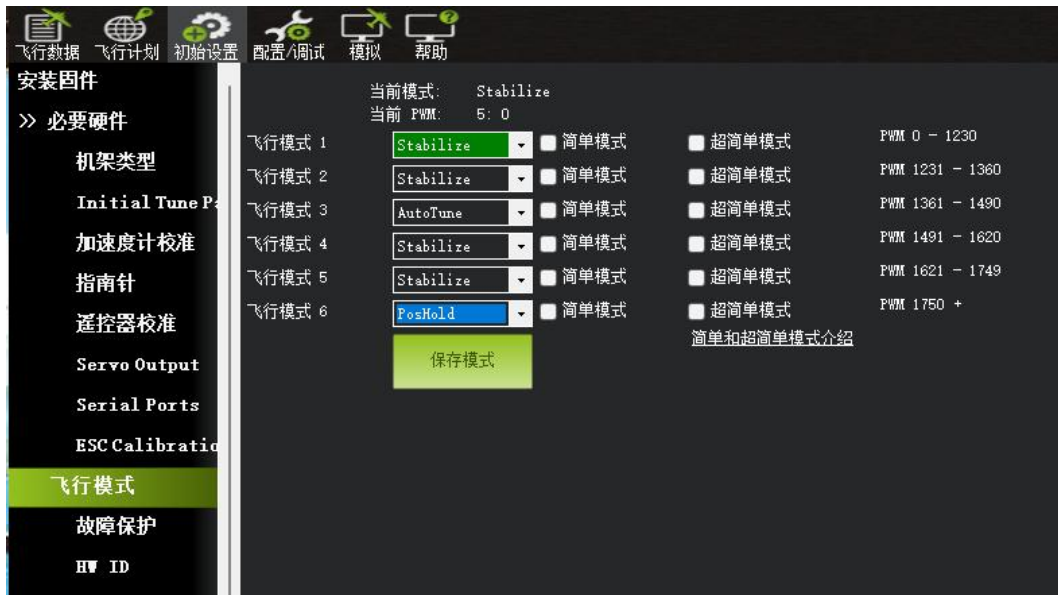 飞行数据 飞行计划 初始设置 配置/调试 模拟 帮助
安装固件
>> 必要硬件
机架类型
Initial Tune Pa
加速度计校准
指南针
遥控器校准
Servo Output
Serial Ports
ESC Calibratio
飞行模式
故障保护
HW ID
当前模式: Stabilize
当前 PWM: 5: 0
飞行模式 1 Stabilize 简单模式 超简单模式 PWM 0 - 1230
飞行模式 2 Stabilize 简单模式 超简单模式 PWM 1231 - 1360
飞行模式 3 AutoTune 简单模式 超简单模式 PWM 1361 - 1490
飞行模式 4 Stabilize 简单模式 超简单模式 PWM 1491 - 1620
飞行模式 5 Stabilize 简单模式 超简单模式 PWM 1621 - 1749
飞行模式 6 PosHold 简单模式 超简单模式 PWM 1750 +
简单和超简单模式介绍
保存模式